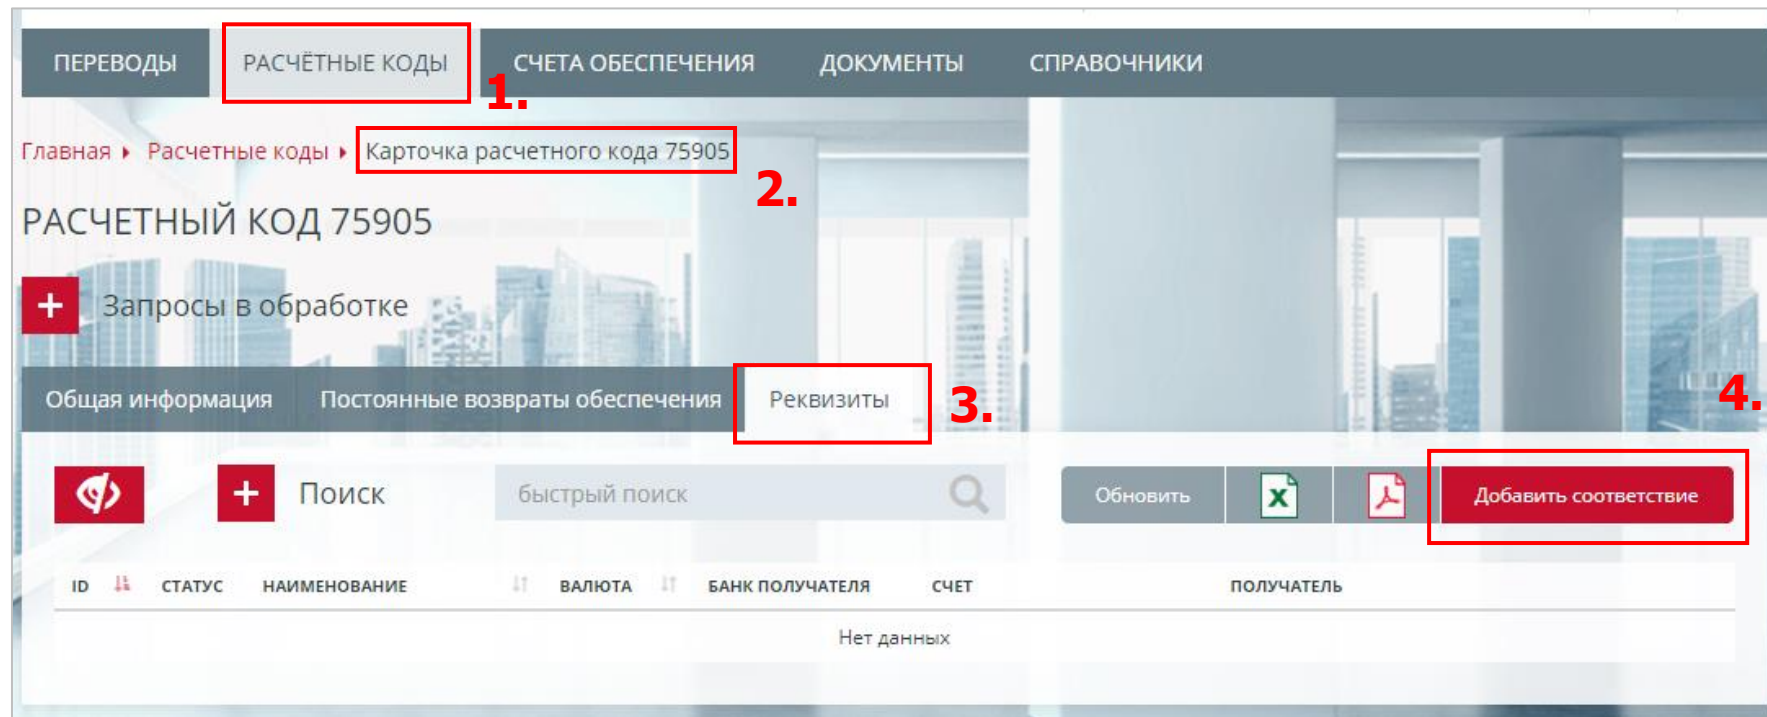 ПЕРЕВОДЫ РАСЧЁТНЫЕ КОДЫ СЧЕТА ОБЕСПЕЧЕНИЯ ДОКУМЕНТЫ СПРАВОЧНИКИ
1.
Главная Расчетные коды Карточка расчетного кода 75905
2.
РАСЧЕТНЫЙ КОД 75905
+ Запросы в обработке
Общая информация Постоянные возвраты обеспечения Реквизиты
3.
4.
+ Поиск быстрый поиск Обновить Добавить соответствие
ID СТАТУС НАИМЕНОВАНИЕ ВАЛЮТА БАНК ПОЛУЧАТЕЛЯ СЧЕТ ПОЛУЧАТЕЛЬ
Нет данных